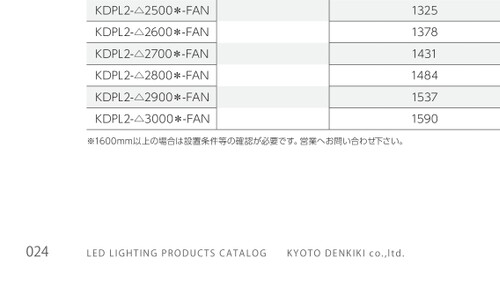 KDPL2-△2500＊-FAN 1325
KDPL2-△2600＊-FAN 1378
KDPL2-△2700＊-FAN 1431
KDPL2-△2800＊-FAN 1484
KDPL2-△2900＊-FAN 1537
KDPL2-△3000＊-FAN 1590
※1600mm以上の場合は設置条件等の確認が必要です。営業へお問い合わせ下さい。
024 LED LIGHTING PRODUCTS CATALOG KYOTO DENKIKI co.,ltd.